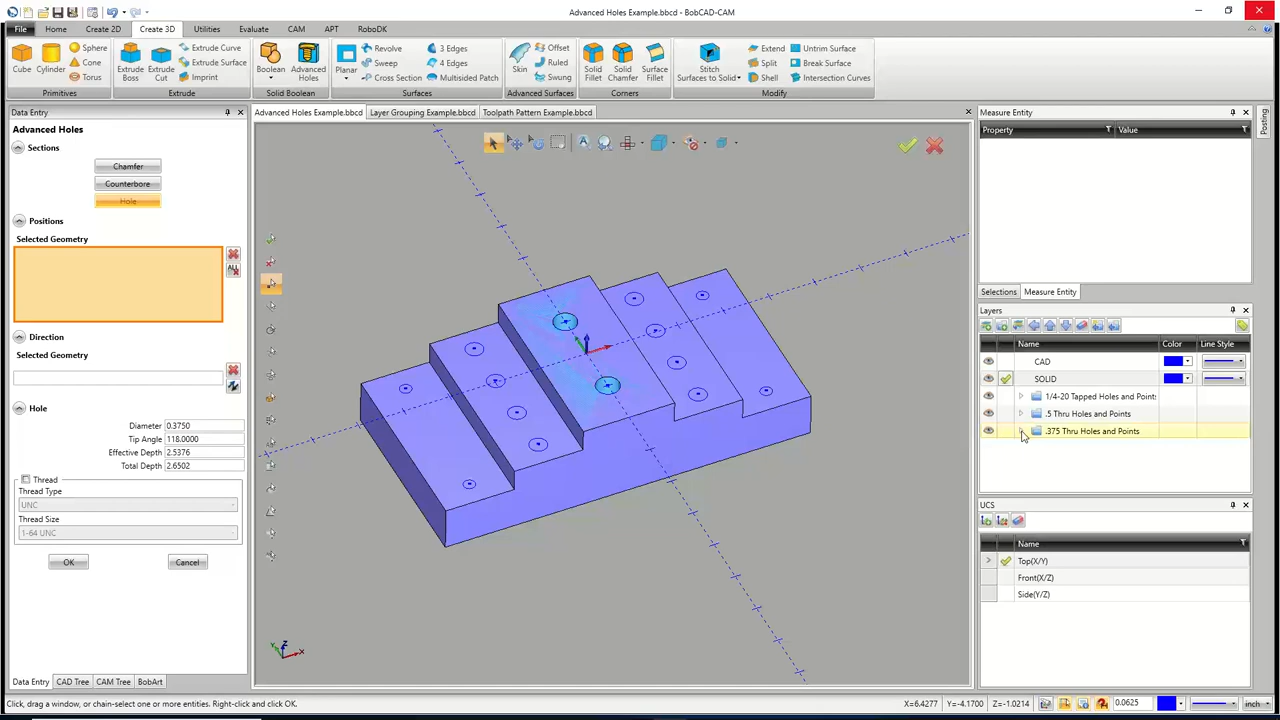 Advanced Holes Example.bbcd - BobCAD-CAM
File Home Create 2D Create 3D Utilities Evaluate CAM APT RoboDK
Cube Cylinder Sphere Cone Torus
Primitives
Extrude Boss Extrude Cut Extrude Curve Extrude Surface Imprint
Extrude
Boolean Advanced Holes
Solid Boolean
Planar Revolve Sweep Cross Section 3 Edges 4 Edges Multisided Patch
Surfaces
Skin Offset Ruled Swung
Advanced Surfaces
Solid Fillet Solid Chamfer Surface Fillet
Corners
Stitch Surfaces to Solid Extend Split Shell Untrim Surface Break Surface Intersection Curves
Modify
Data Entry
Advanced Holes
Sections
Chamfer
Counterbore
Hole
Positions
Selected Geometry
ALL
Direction
Selected Geometry
Hole
Diameter 0.3750
Tip Angle 118.0000
Effective Depth 2.5376
Total Depth 2.6502
Thread
Thread Type
UNC
Thread Size
1-64 UNC
OK Cancel
Data Entry CAD Tree CAM Tree BobArt
Advanced Holes Example.bbcd Layer Grouping Example.bbcd Toolpath Pattern Example.bbcd
Z
Y
X
Measure Entity
Property Value
Selections Measure Entity
Posting
Layers
Name Color Line Style
CAD
SOLID
1/4-20 Tapped Holes and Points
.5 Thru Holes and Points
.375 Thru Holes and Points
UCS
Name
Top(X/Y)
Front(X/Z)
Side(Y/Z)
Click, drag a window, or chain-select one or more entities. Right-click and click OK.
X=6.4277 Y=-4.1700 Z=-1.0214 0.0625 inch